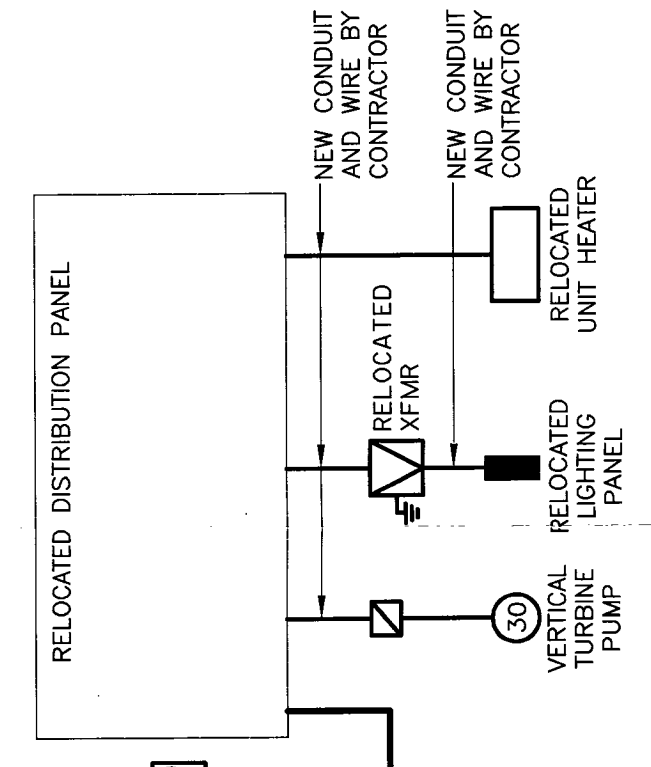 RELOCATED DISTRIBUTION PANEL
NEW CONDUIT
AND WIRE BY
CONTRACTOR
NEW CONDUIT
AND WIRE BY
CONTRACTOR
RELOCATED
XFMR
RELOCATED
UNIT HEATER
RELOCATED
LIGHTING
PANEL
30
VERTICAL
TURBINE
PUMP